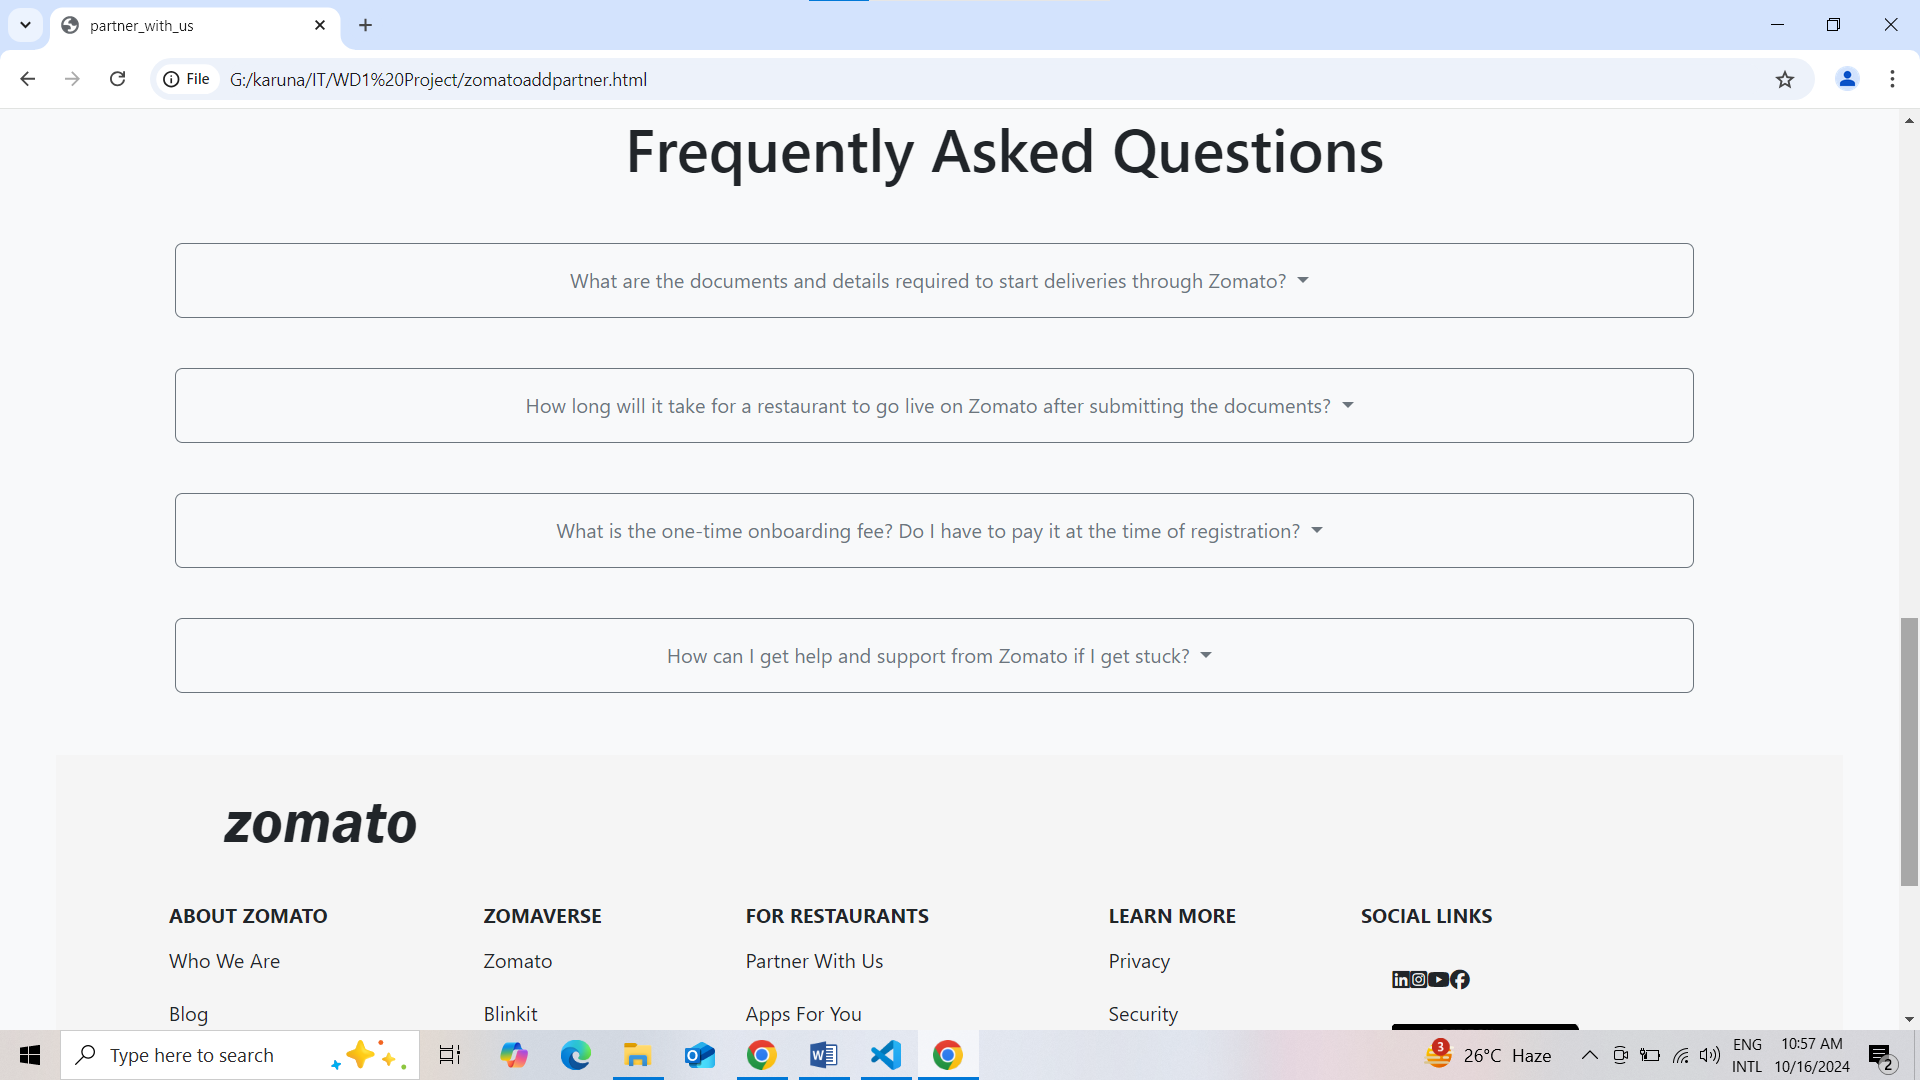 partner_with_us
File G:/karuna/IT/WD1%20Project/zomatoaddpartner.html
Frequently Asked Questions
What are the documents and details required to start deliveries through Zomato?
How long will it take for a restaurant to go live on Zomato after submitting the documents?
What is the one-time onboarding fee? Do I have to pay it at the time of registration?
How can I get help and support from Zomato if I get stuck?
zomato
ABOUT ZOMATO ZOMAVERSE FOR RESTAURANTS LEARN MORE SOCIAL LINKS
Who We Are Zomato Partner With Us Privacy
Blog Blinkit Apps For You Security
Type here to search 3 26°C Haze ENG 10:57 AM
INTL 10/16/2024 2